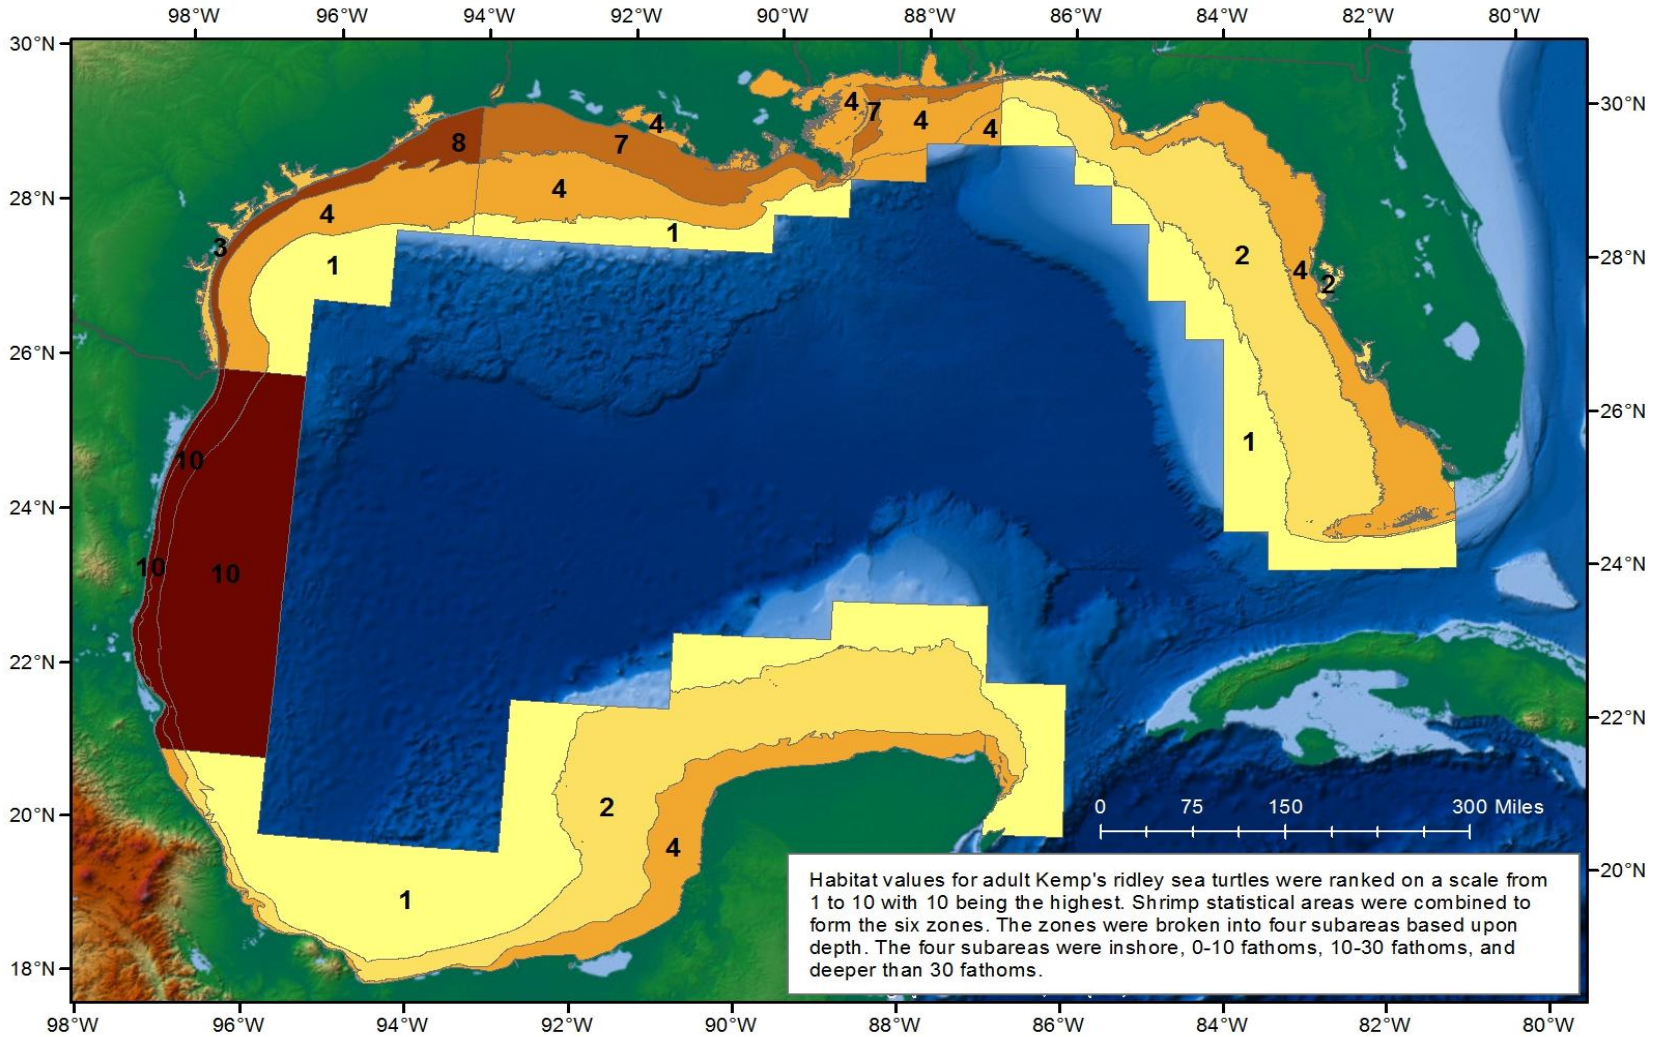 98°W 96°W 94°W 92°W 90°W 88°W 86°W 84°W 82°W 80°W
30°N
30°N
4
4
7
4
4
4
8
7
28°N
4
4
3
1
1
2
28°N
4
2
26°N
26°N
10
1
24°N
10
10
24°N
22°N
22°N
20°N
2
4
0 75 150 300 Miles
1
20°N
Habitat values for adult Kemp's ridley sea turtles were ranked on a scale from
1 to 10 with 10 being the highest. Shrimp statistical areas were combined to
form the six zones. The zones were broken into four subareas based upon
depth. The four subareas were inshore, 0-10 fathoms, 10-30 fathoms, and
deeper than 30 fathoms.
18°N
98°W 96°W 94°W 92°W 90°W 88°W 86°W 84°W 82°W 80°W